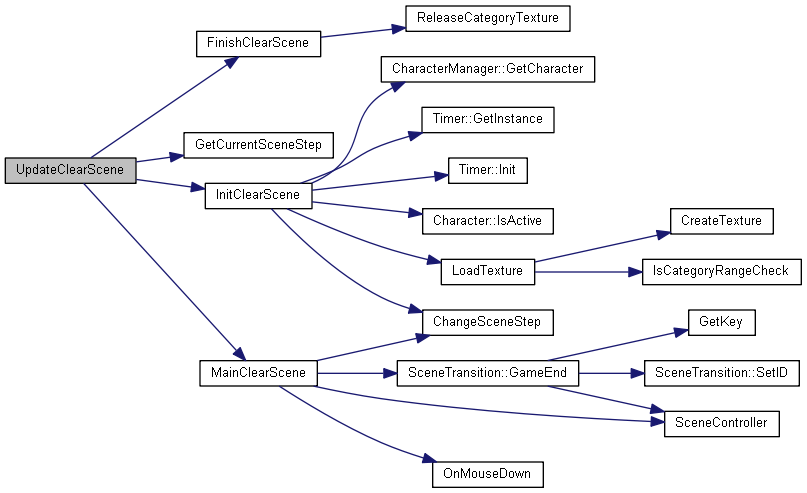 ReleaseCategoryTexture
FinishClearScene
CharacterManager::GetCharacter
Timer::GetInstance
GetCurrentSceneStep
UpdateClearScene
Timer::Init
InitClearScene
Character::IsActive
CreateTexture
LoadTexture
IsCategoryRangeCheck
ChangeSceneStep
GetKey
MainClearScene
SceneTransition::GameEnd
SceneTransition::SetID
SceneController
OnMouseDown